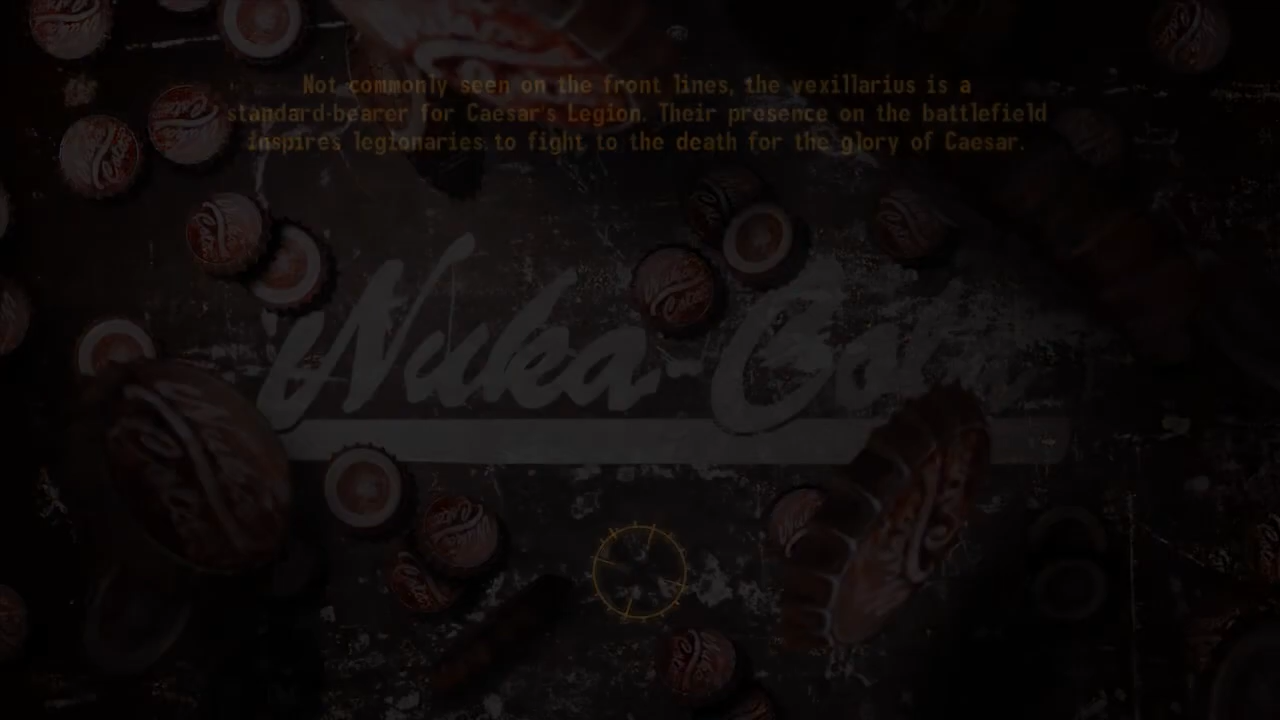 Not commonly seen on the front lines, the vexillarius is a
standard-bearer for Caesar's Legion. Their presence on the battlefield
inspires legionaries to fight to the death for the glory of Caesar.
Nuka-Cola